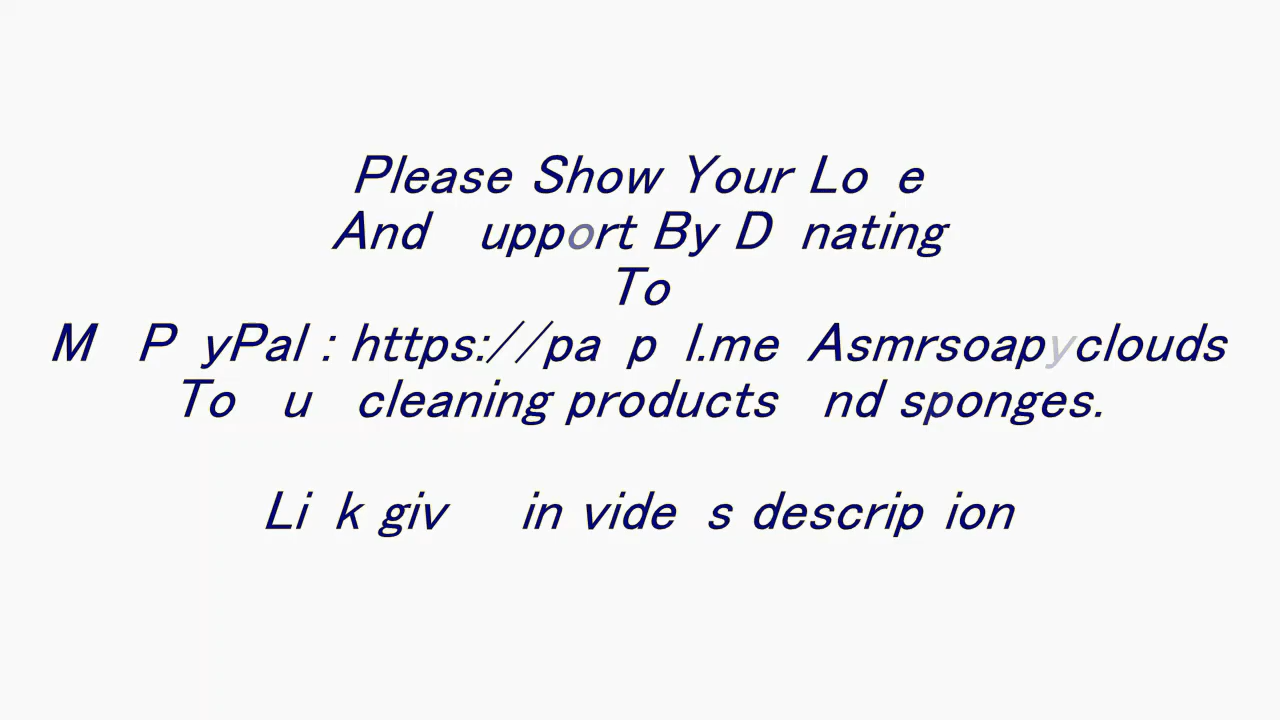 Please Show Your Lo e
And upport By D nating
To
M P yPal : https://pa p l.me Asmrsoapyclouds
To u cleaning products nd sponges.
Li k giv in vide s descrip ion